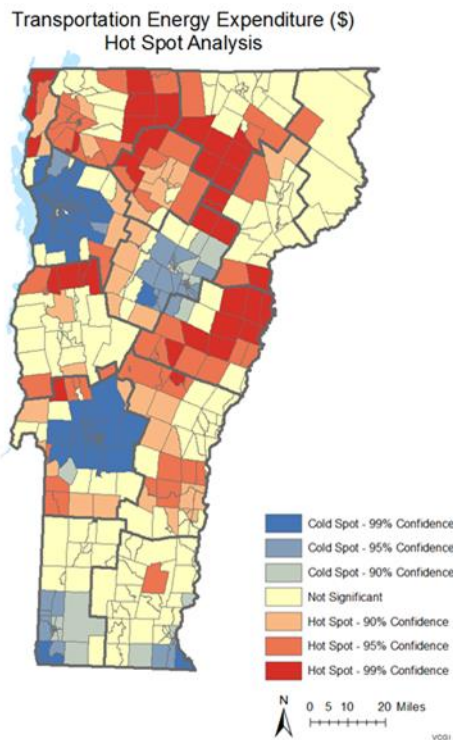 Transportation Energy Expenditure ($)
Hot Spot Analysis
Cold Spot - 99% Confidence
Cold Spot - 95% Confidence
Cold Spot - 90% Confidence
Not Significant
Hot Spot - 90% Confidence
Hot Spot - 95% Confidence
Hot Spot - 99% Confidence
N
0 5 10 20 Miles
VCGI